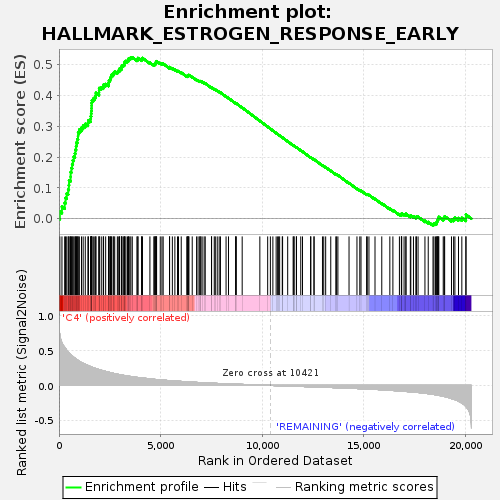 Enrichment plot:
HALLMARK_ESTROGEN_RESPONSE_EARLY
Enrichment score (ES)
0.5
0.4
0.3
0.2
0.1
0.0
'C4' (positively correlated)
Ranked list metric (Signal2Noise)
1.0
0.5
0.0
-0.5
Zero cross at 10421
'REMAINING' (negatively correlated)
0
5,000
10,000
15,000
20,000
Rank in Ordered Dataset
Enrichment profile
Hits
Ranking metric scores